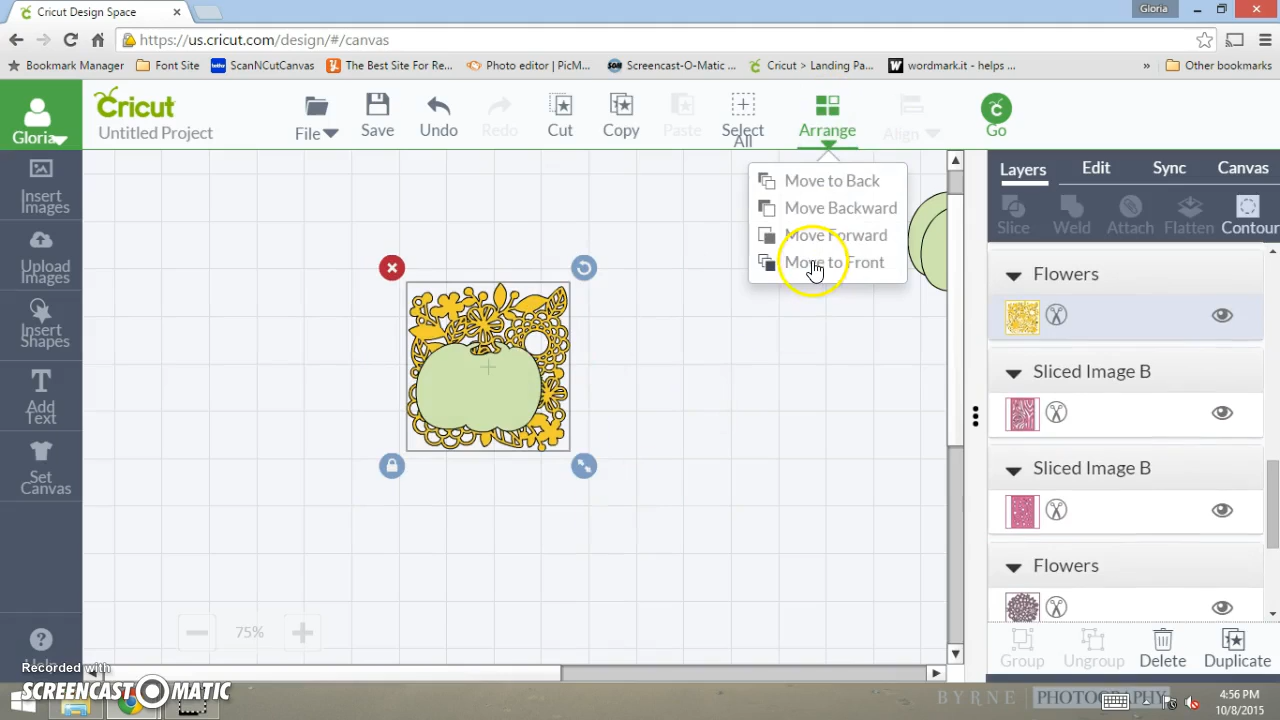 Cricut Design Space
Gloria
https://us.cricut.com/design/#/canvas
Bookmark Manager
Font Site
ScanNCutCanvas
The Best Site For Re...
Photo editor | PicM...
Screencast-O-Matic ...
Cricut > Landing Pa...
wordmark.it - helps ...
»
Other bookmarks
Gloria
Cricut
Untitled Project
File
Save
Undo
Redo
Cut
Copy
Paste
Select All
Arrange
Align
Go
Insert Images
Upload Images
Insert Shapes
Add Text
Set Canvas
Help
Move to Back
Move Backward
Move Forward
Move to Front
75%
Layers
Edit
Sync
Canvas
Slice
Weld
Attach
Flatten
Contour
Flowers
Sliced Image B
Sliced Image B
Flowers
Group
Ungroup
Delete
Duplicate
Recorded with
SCREENCAST-O-MATIC
BYRNE PHOTOGRAPHY
4:56 PM
10/8/2015